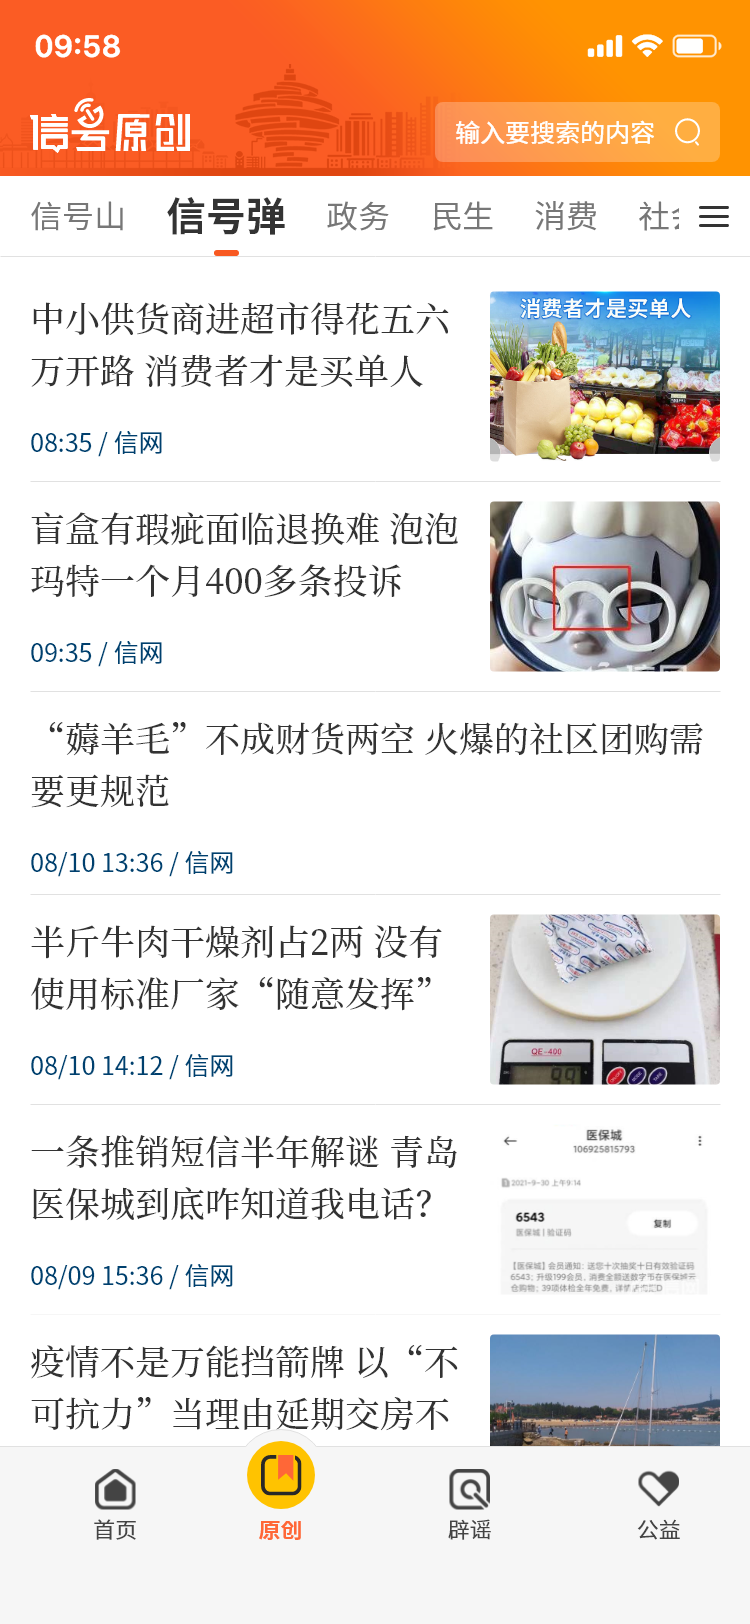 09:58
信号原创
输入要搜索的内容
信号山 信号弹 政务 民生 消费 社会
中小供货商进超市得花五六
万开路 消费者才是买单人
08:35 / 信网
消费者才是买单人
盲盒有瑕疵面临退换难 泡泡
玛特一个月400多条投诉
09:35 / 信网
信网
“薅羊毛”不成财货两空 火爆的社区团购需
要更规范
08/10 13:36 / 信网
半斤牛肉干燥剂占2两 没有
使用标准厂家“随意发挥”
08/10 14:12 / 信网
QE-400
一条推销短信半年解谜 青岛
医保城到底咋知道我电话?
08/09 15:36 / 信网
医保城
106925815793
2021-9-30 上午9:14
6543
医保城 | 验证码
复制
【医保城】会员通知：送您十次抽奖十日有效验证码
6543；升级199会员，消费全额送数字币在医保城云
仓购物；39项体检全年免费，详情
疫情不是万能挡箭牌 以“不
可抗力”当理由延期交房不
首页 原创 辟谣 公益